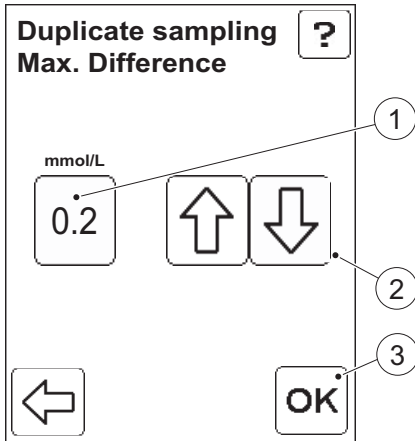 Duplicate sampling
Max. Difference
?
1
mmol/L
0.2
2
3
OK